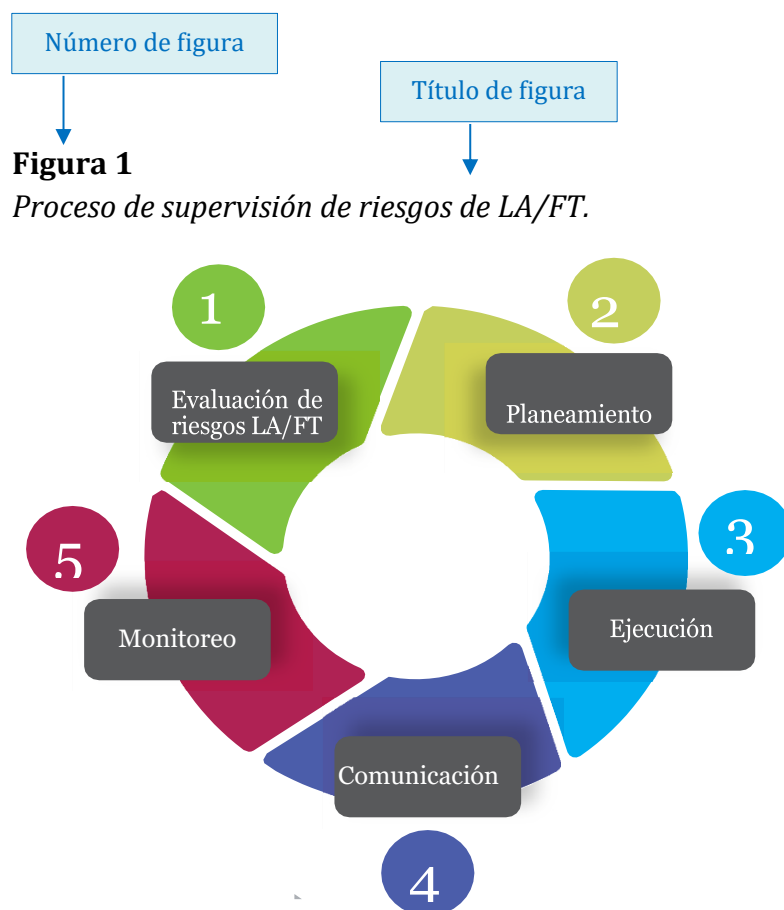 Número de figura
Título de figura
Figura 1
Proceso de supervisión de riesgos de LA/FT.
1
Evaluación de
riesgos LA/FT
2
Planeamiento
3
Ejecución
4
Comunicación
5
Monitoreo